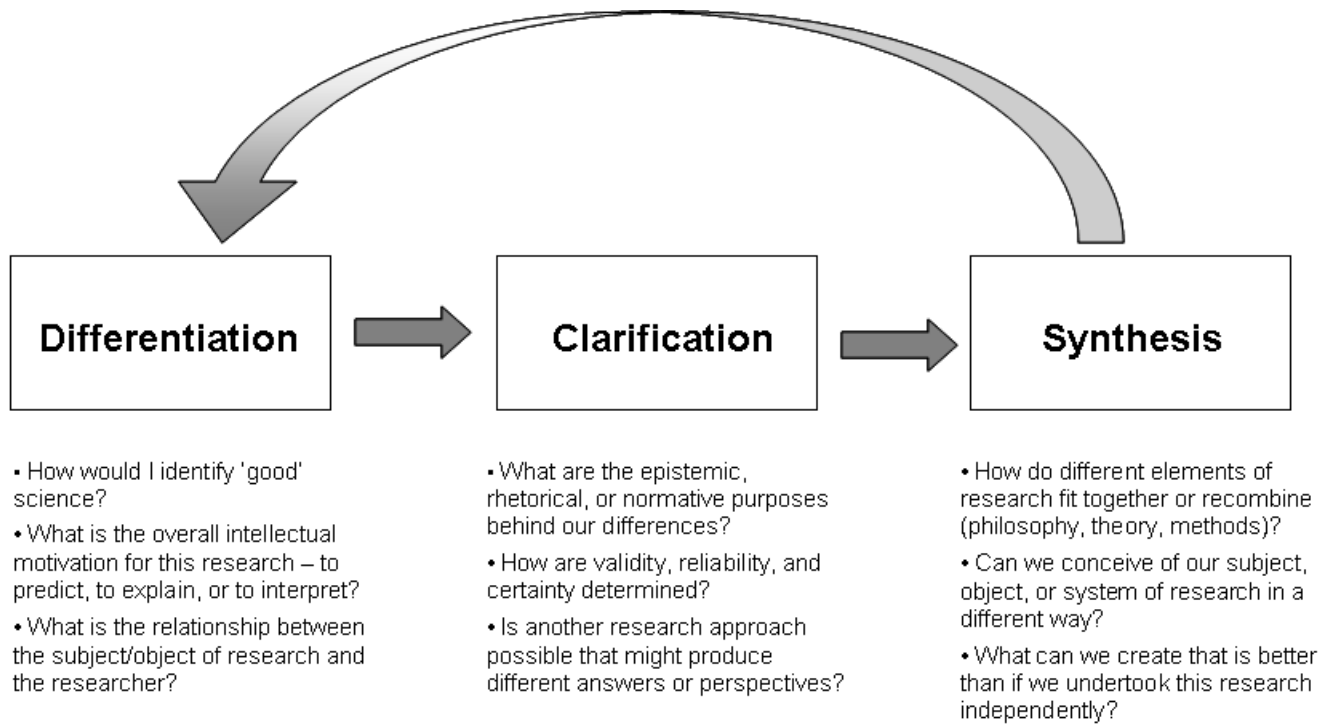 Differentiation
Clarification
Synthesis
• How would I identify 'good'
science?
• What is the overall intellectual
motivation for this research – to
predict, to explain, or to interpret?
• What is the relationship between
the subject/object of research and
the researcher?
• What are the epistemic,
rhetorical, or normative purposes
behind our differences?
• How are validity, reliability, and
certainty determined?
• Is another research approach
possible that might produce
different answers or perspectives?
• How do different elements of
research fit together or recombine
(philosophy, theory, methods)?
• Can we conceive of our subject,
object, or system of research in a
different way?
• What can we create that is better
than if we undertook this research
independently?